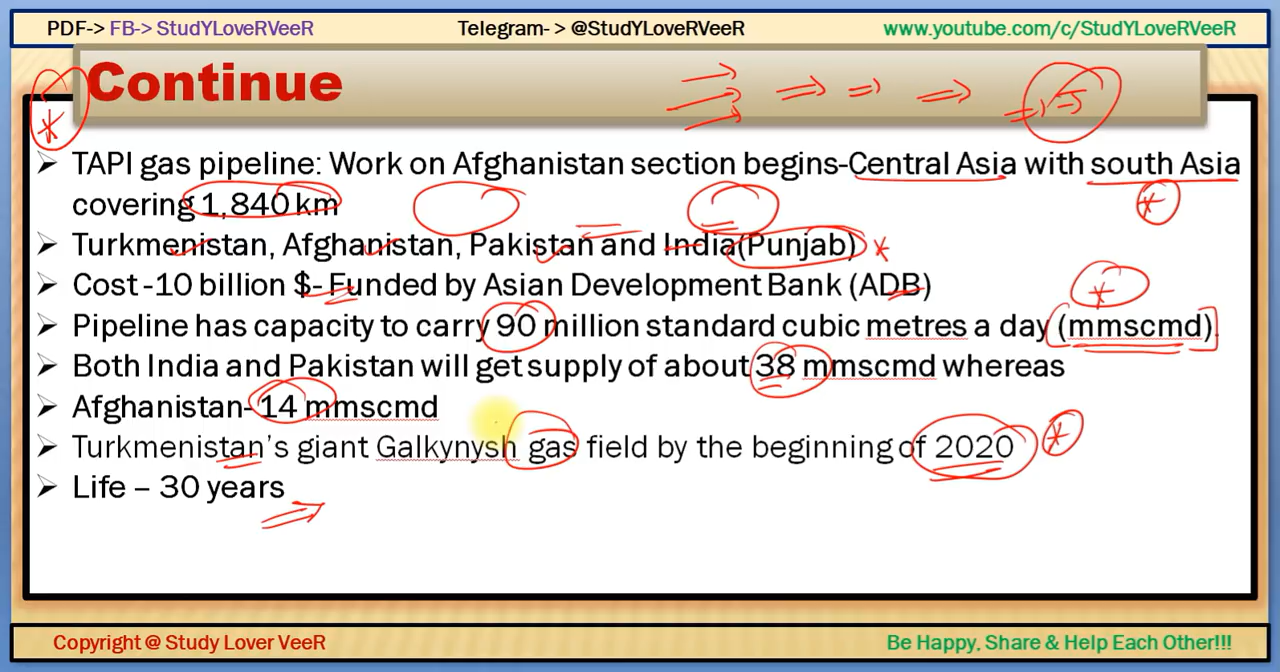 PDF-> FB-> StudYLoveRVeeR Telegram- > @StudYLoveRVeeR www.youtube.com/c/StudYLoveRVeeR
Continue
TAPI gas pipeline: Work on Afghanistan section begins-Central Asia with south Asia
covering 1,840 km
Turkmenistan, Afghanistan, Pakistan and India(Punjab)
Cost -10 billion $- Funded by Asian Development Bank (ADB)
Pipeline has capacity to carry 90 million standard cubic metres a day (mmscmd).
Both India and Pakistan will get supply of about 38 mmscmd whereas
Afghanistan- 14 mmscmd
Turkmenistan's giant Galkynysh gas field by the beginning of 2020
Life – 30 years
Copyright @ Study Lover VeeR Be Happy, Share & Help Each Other!!!